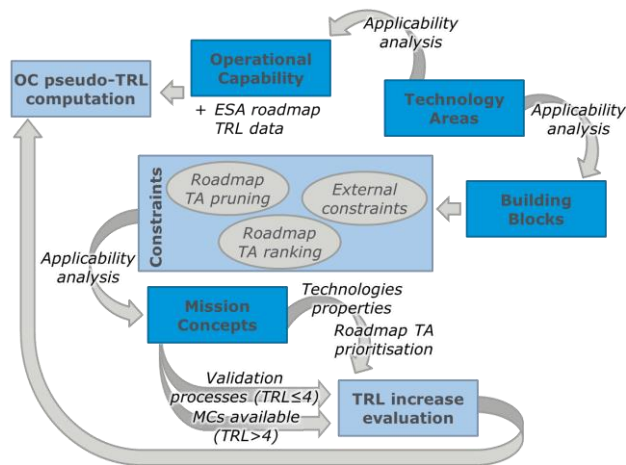 Applicability
analysis
OC pseudo-TRL
computation
Operational
Capability
+ ESA roadmap
TRL data
Technology
Areas
Applicability
analysis
Constraints
Roadmap
TA pruning
External
constraints
Roadmap
TA ranking
Building
Blocks
Applicability
analysis
Mission
Concepts
Technologies
properties
Roadmap TA
prioritisation
Validation
processes (TRL≤4)
MCs available
(TRL>4)
TRL increase
evaluation